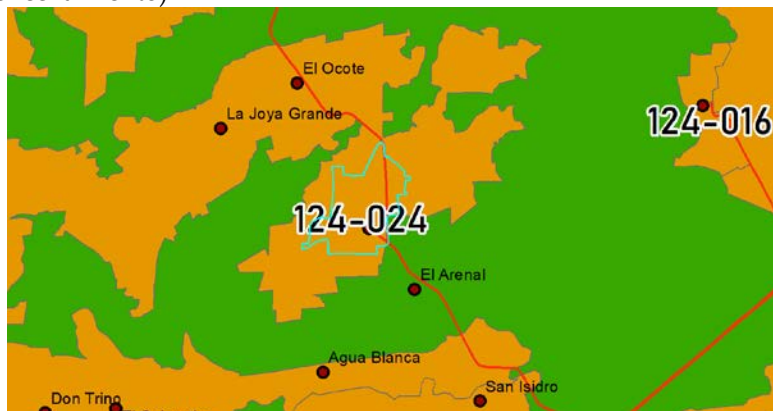 El Ocote
La Joya Grande
124-016
124-024
El Arenal
Agua Blanca
San Isidro
Don Trino